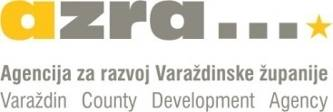 azra...
Agencija za razvoj Varaždinske županije
Varaždin County Development Agency